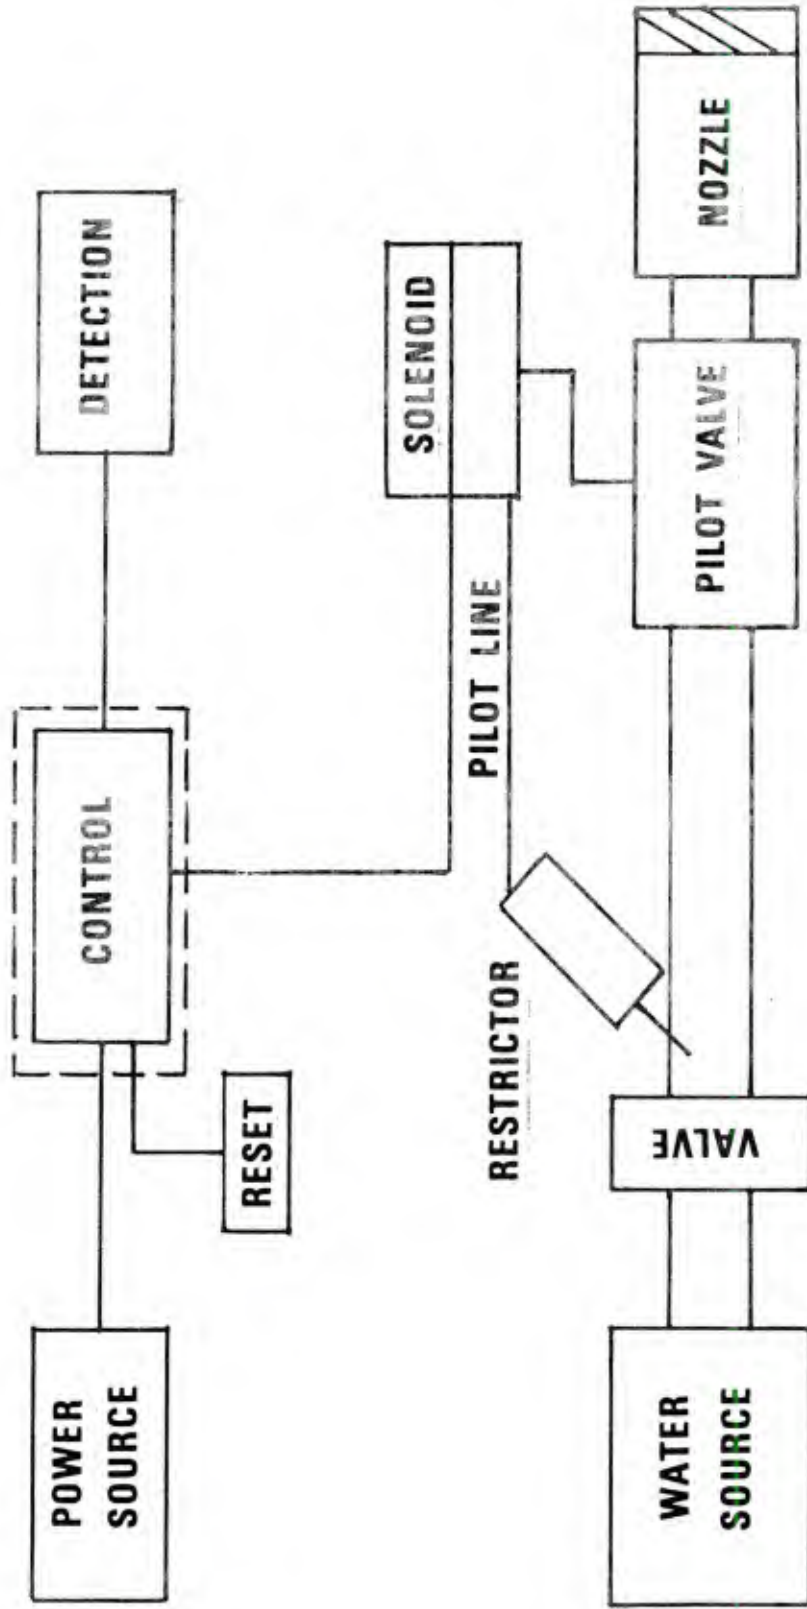 POWER
SOURCE
RESET
CONTROL
DETECTION
SOLENOID
PILOT LINE
RESTRICTOR
WATER
SOURCE
VALVE
PILOT VALVE
NOZZLE